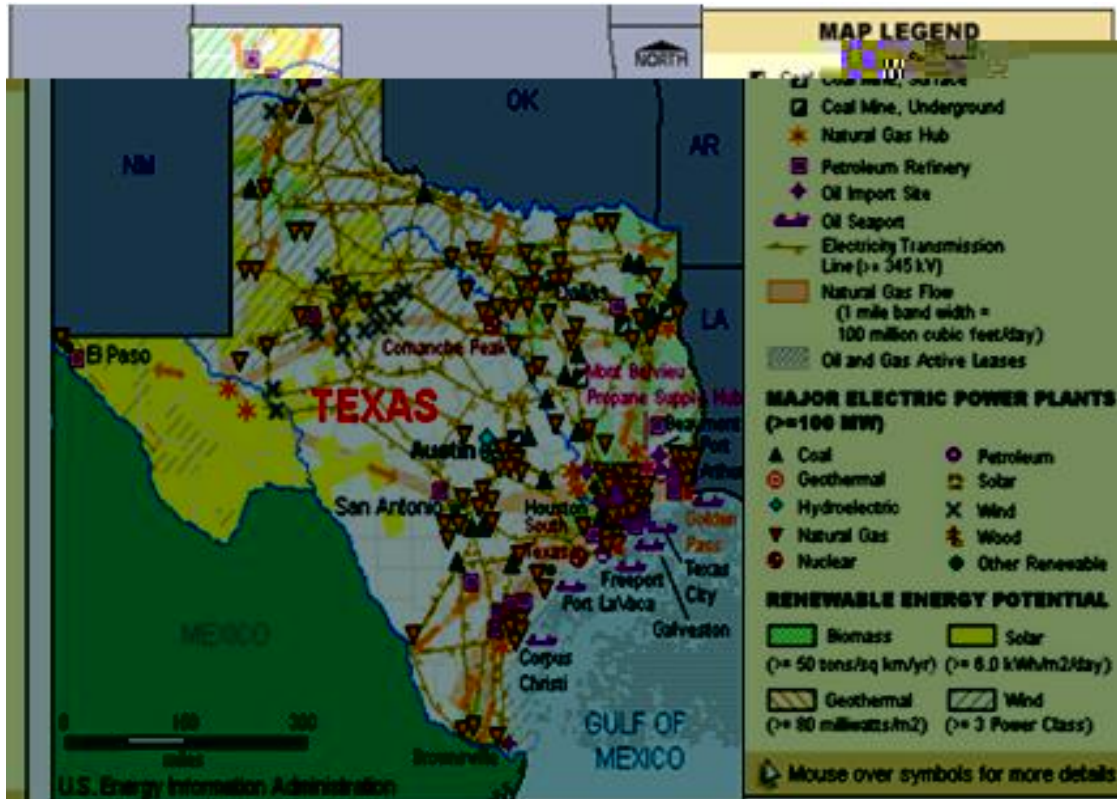 MAP LEGEND
NORTH
Coal Mine, Surface
Coal Mine, Underground
Natural Gas Hub
Petroleum Refinery
Oil Import Site
Oil Seaport
Electricity Transmission
Line (>= 345 kV)
Natural Gas Flow
(1 mile band width =
100 million cubic feet/day)
Oil and Gas Active Leases
MAJOR ELECTRIC POWER PLANTS
(>=100 MW)
Coal
Petroleum
Geothermal
Solar
Hydroelectric
Wind
Natural Gas
Wood
Nuclear
Other Renewable
RENEWABLE ENERGY POTENTIAL
Biomass
Solar
(>= 50 tons/sq km/yr)
(>= 6.0 kWh/m2/day)
Geothermal
Wind
(>= 80 milliwatts/m2)
(>= 3 Power Class)
Mouse over symbols for more details
OK
NM
AR
LA
Dallas
El Paso
Comanche Peak
TEXAS
Mont Belvieu
Propane Supply Hub
Beaumont
Port
Arthur
Austin
San Antonio
Houston
South
Texas
Golden
Pass
Texas
City
Freeport
Port LaVaca
Galveston
Corpus
Christi
MEXICO
GULF OF
MEXICO
Brownsville
0 100 300
miles
U.S. Energy Information Administration